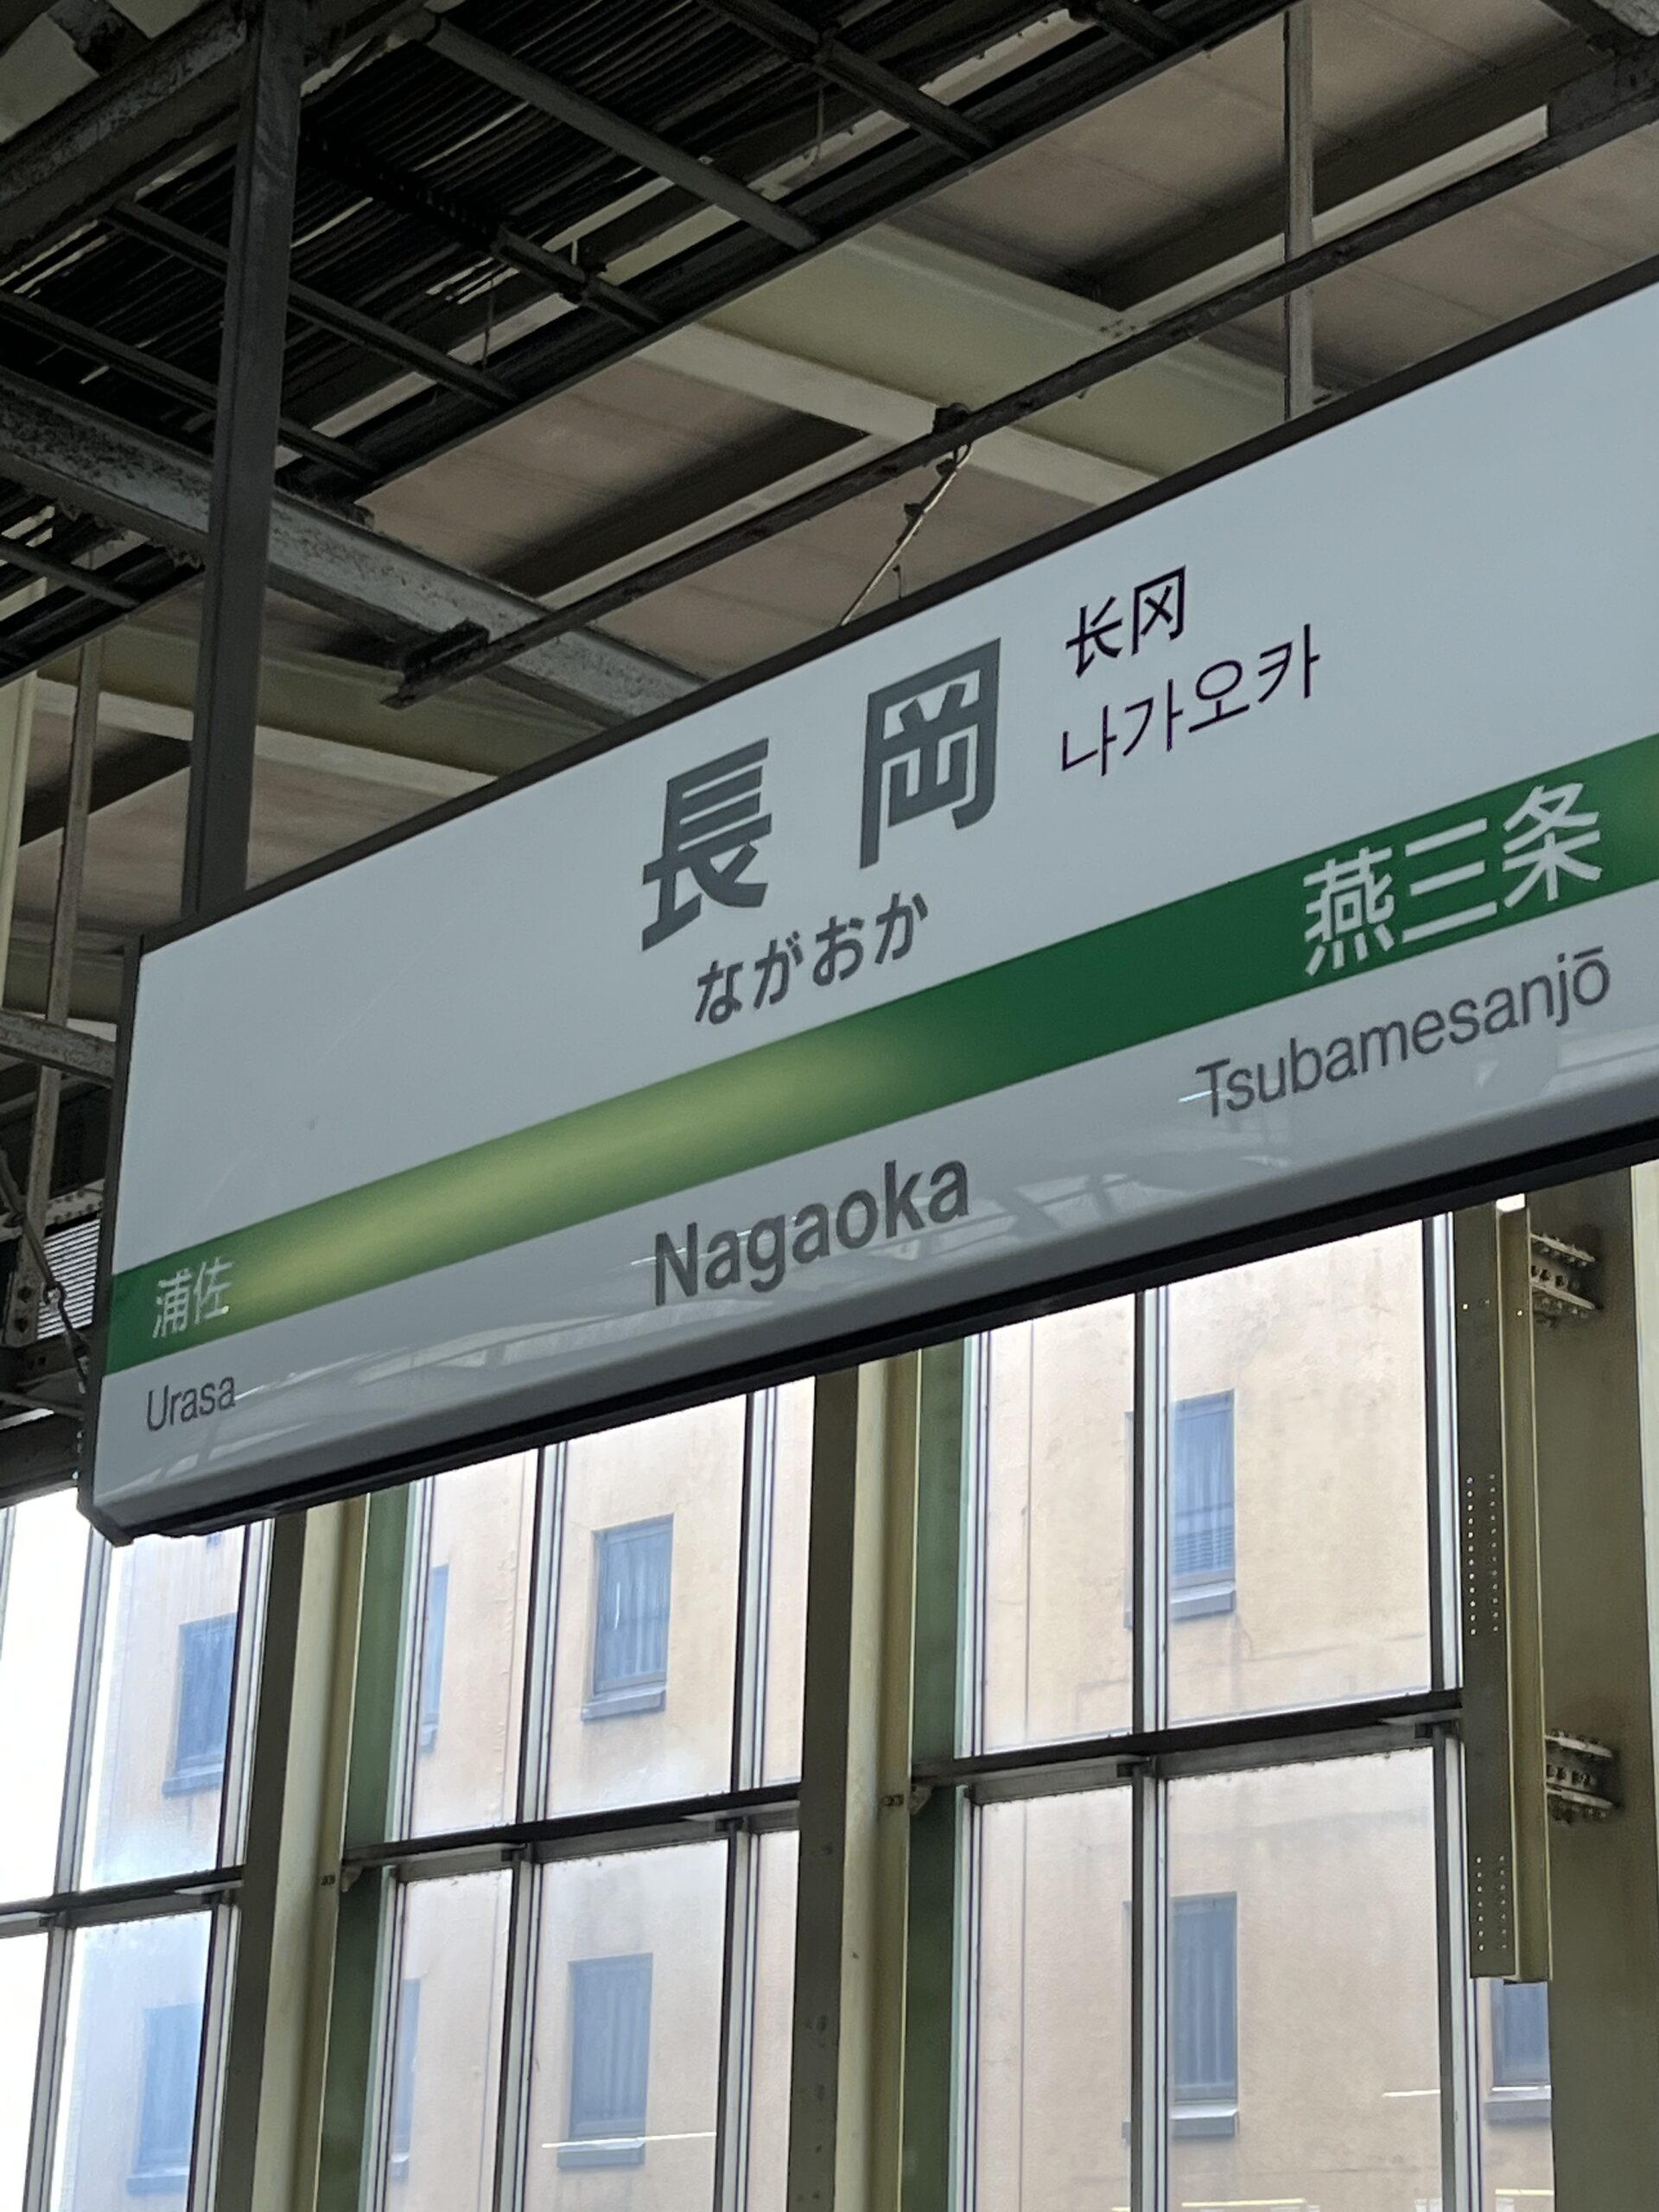 長岡
长冈
나가오카
ながおか
浦佐
燕三条
Urasa
Nagaoka
Tsubamesanjō